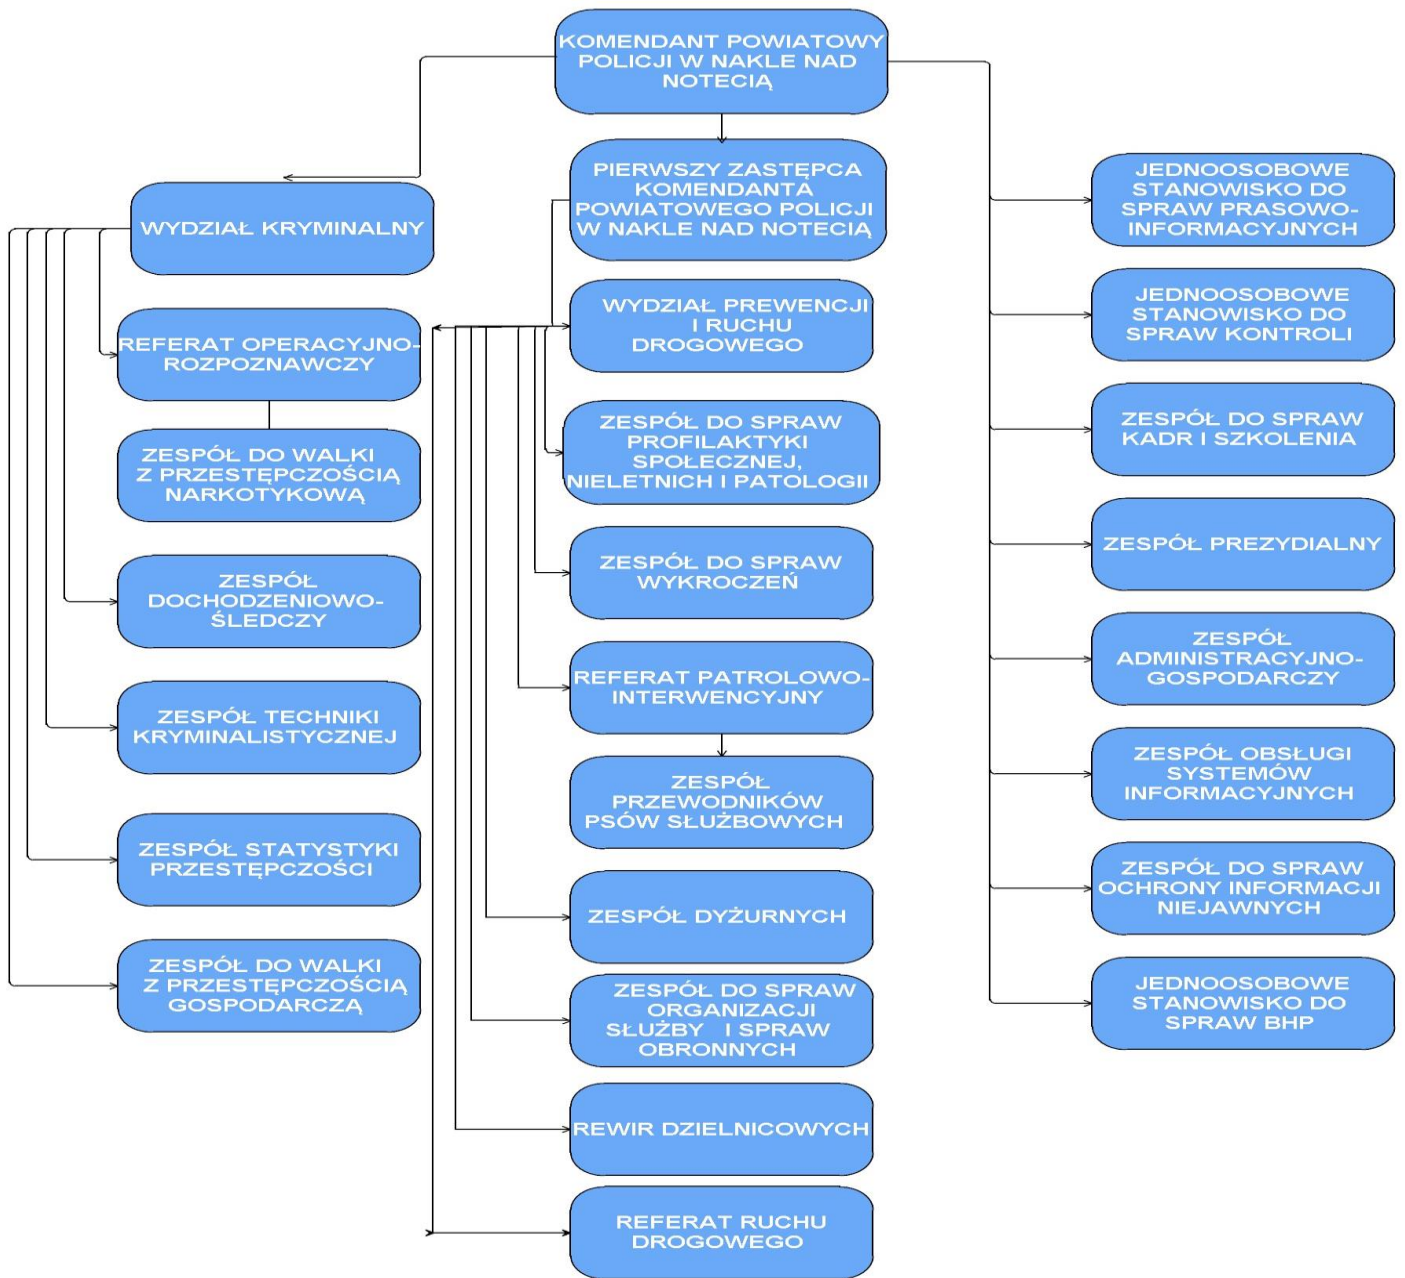 KOMENDANT POWIATOWY
POLICJI W NAKLE NAD
NOTECIĄ
PIERWSZY ZASTĘPCA
KOMENDANTA
POWIATOWEGO POLICJI
W NAKLE NAD NOTECIĄ
WYDZIAŁ KRYMINALNY
REFERAT OPERACYJNO-
ROZPOZNAWCZY
ZESPÓŁ DO WALKI
Z PRZESTĘPCZOŚCIĄ
NARKOTYKOWĄ
ZESPÓŁ
DOCHODZENIOWO-
ŚLEDCZY
ZESPÓŁ TECHNIKI
KRYMINALISTYCZNEJ
ZESPÓŁ STATYSTYKI
PRZESTĘPCZOŚCI
ZESPÓŁ DO WALKI
Z PRZESTĘPCZOŚCIĄ
GOSPODARCZĄ
WYDZIAŁ PREWENCJI
I RUCHU
DROGOWEGO
ZESPÓŁ DO SPRAW
PROFILAKTYKI
SPOŁECZNEJ,
NIELETNICH I PATOLOGII
ZESPÓŁ DO SPRAW
WYKROCZEŃ
REFERAT PATROLOWO-
INTERWENCYJNY
ZESPÓŁ
PRZEWODNIKÓW
PSÓW SŁUŻBOWYCH
ZESPÓŁ DYŻURNYCH
ZESPÓŁ DO SPRAW
ORGANIZACJI
SŁUŻBY I SPRAW
OBRONNYCH
REWIR DZIELNICOWYCH
REFERAT RUCHU
DROGOWEGO
JEDNOOSOBOWE
STANOWISKO DO
SPRAW PRASOWO-
INFORMACYJNYCH
JEDNOOSOBOWE
STANOWISKO DO
SPRAW KONTROLI
ZESPÓŁ DO SPRAW
KADR I SZKOLENIA
ZESPÓŁ PREZYDIALNY
ZESPÓŁ
ADMINISTRACYJNO-
GOSPODARCZY
ZESPÓŁ OBSŁUGI
SYSTEMÓW
INFORMACYJNYCH
ZESPÓŁ DO SPRAW
OCHRONY INFORMACJI
NIEJAWNYCH
JEDNOOSOBOWE
STANOWISKO DO
SPRAW BHP